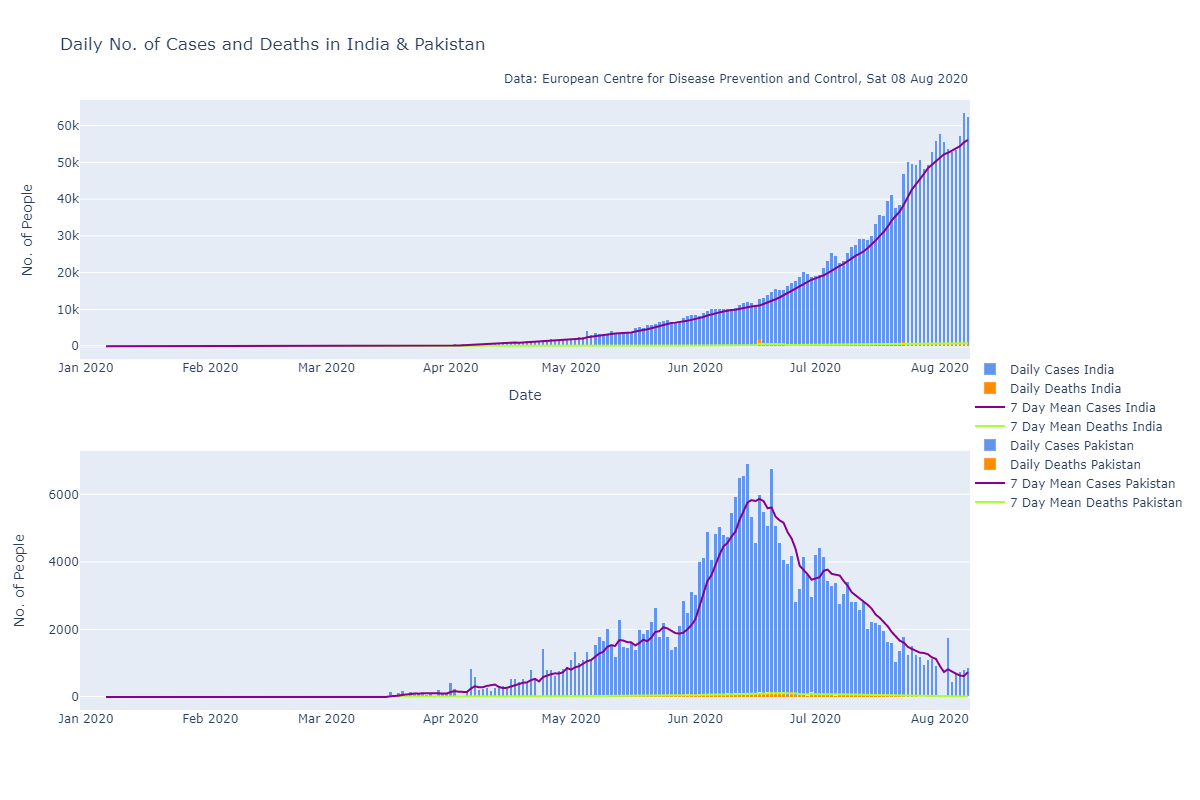 Daily No. of Cases and Deaths in India & Pakistan
Data: European Centre for Disease Prevention and Control, Sat 08 Aug 2020
No. of People
60k
50k
40k
30k
20k
10k
0
Jan 2020 Feb 2020 Mar 2020 Apr 2020 May 2020 Jun 2020 Jul 2020 Aug 2020
Date
Daily Cases India
Daily Deaths India
7 Day Mean Cases India
7 Day Mean Deaths India
Daily Cases Pakistan
Daily Deaths Pakistan
7 Day Mean Cases Pakistan
7 Day Mean Deaths Pakistan
No. of People
6000
4000
2000
0
Jan 2020 Feb 2020 Mar 2020 Apr 2020 May 2020 Jun 2020 Jul 2020 Aug 2020